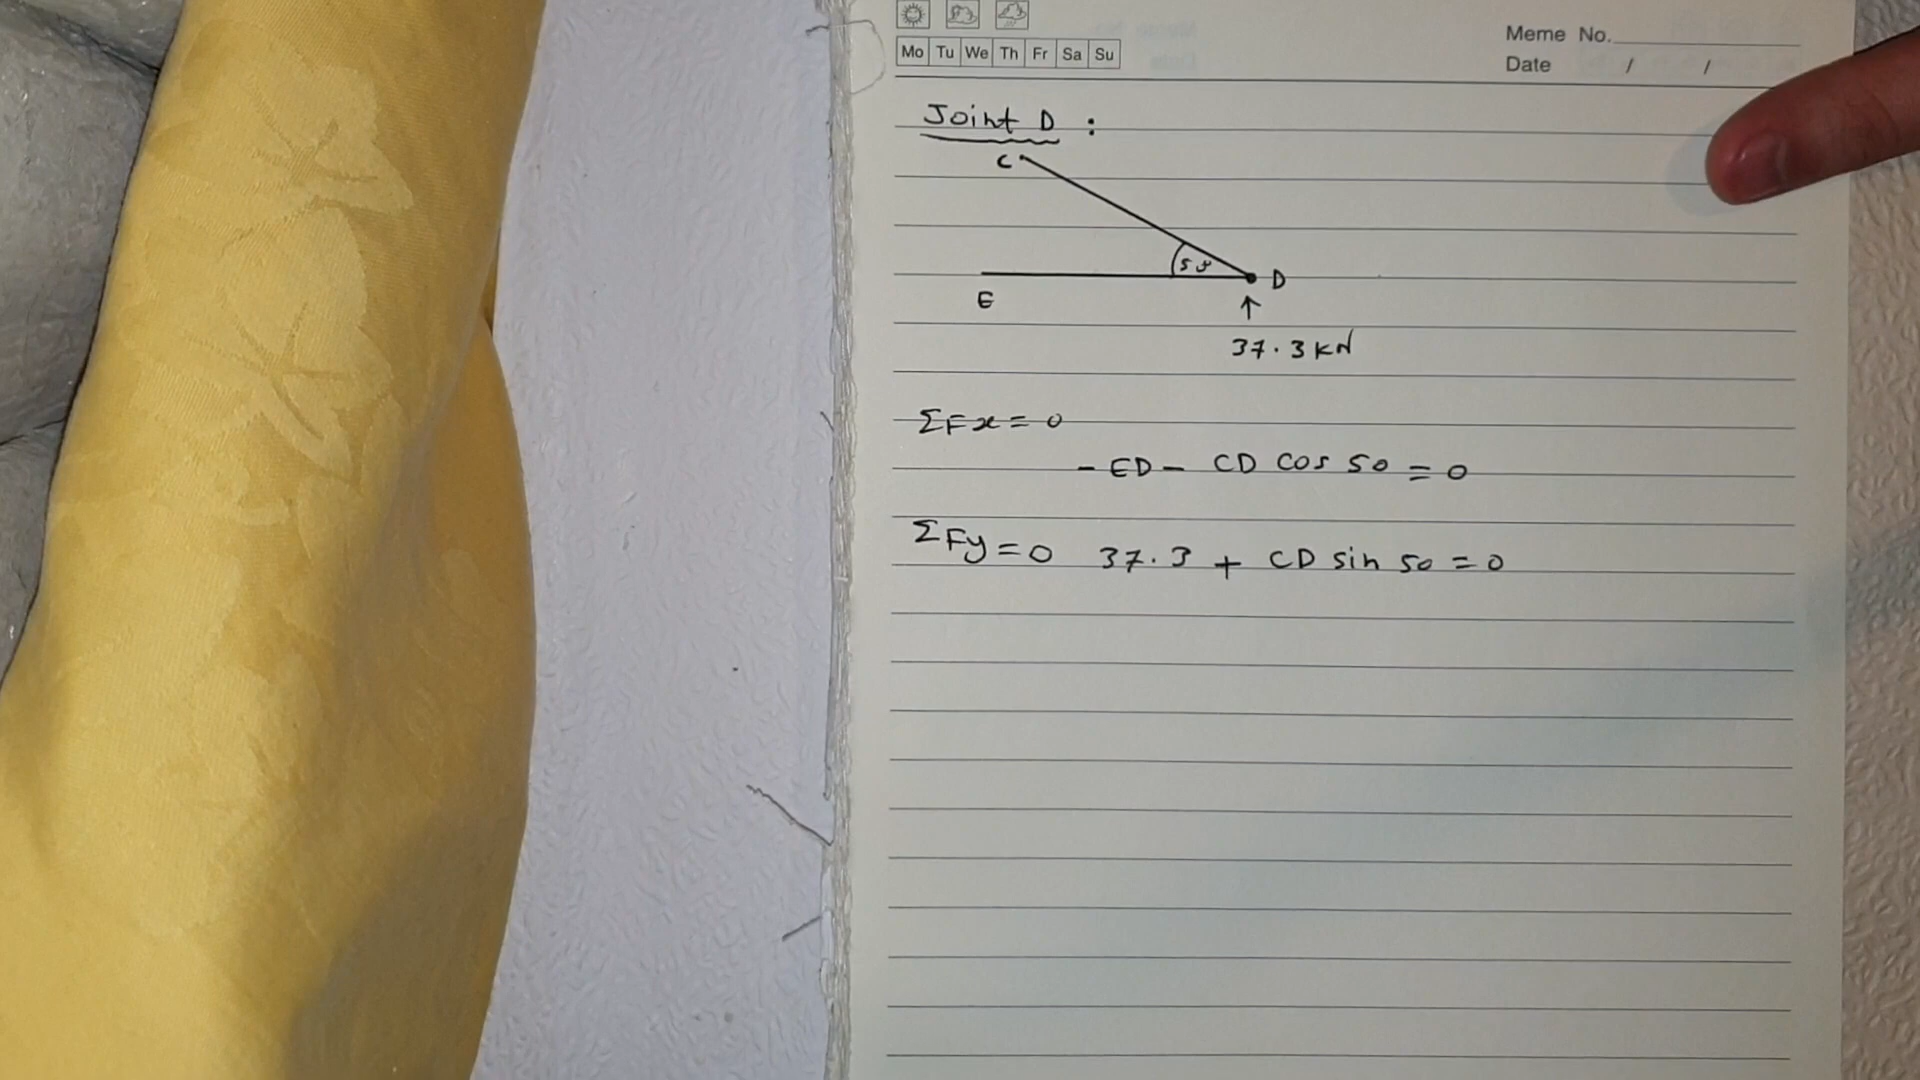 Meme No.
Mo Tu We Th Fr Sa Su
Date / /
Joint D :
C
50°
D
E
↑
37.3 KN
ΣFx = 0
- ED - CD cos 50 = 0
ΣFy = 0 37.3 + CD sin 50 = 0